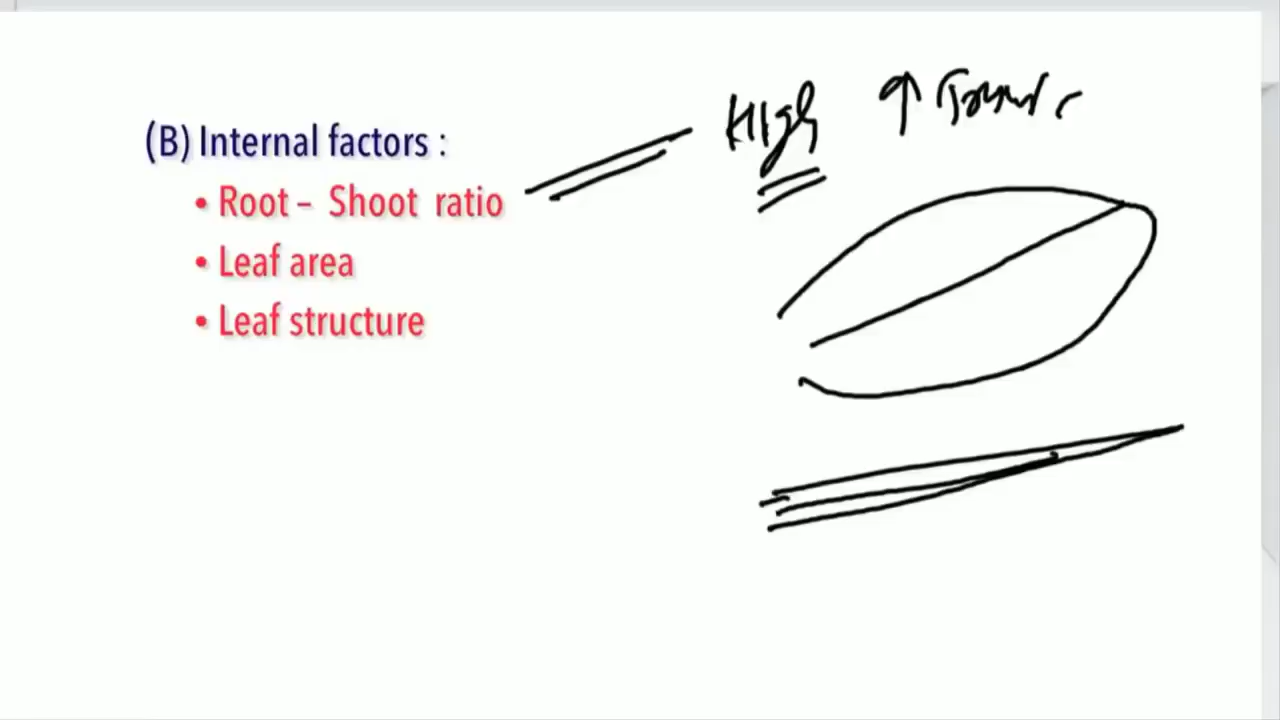 (B) Internal factors :
• Root – Shoot ratio
• Leaf area
• Leaf structure
High ↑